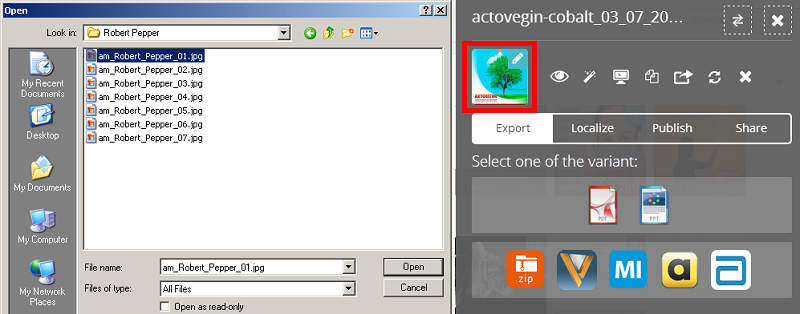 Open
Look in:
Robert Pepper
My Recent
Documents
Desktop
My Documents
My Computer
My Network
Places
am_Robert_Pepper_01.jpg
am_Robert_Pepper_02.jpg
am_Robert_Pepper_03.jpg
am_Robert_Pepper_04.jpg
am_Robert_Pepper_05.jpg
am_Robert_Pepper_06.jpg
am_Robert_Pepper_07.jpg
File name:
am_Robert_Pepper_01.jpg
Open
Files of type:
All Files
Cancel
Open as read-only
actovegin-cobalt_03_07_20...
Export
Localize
Publish
Share
Select one of the variant:
PDF
PPT
zip
V
MI
a